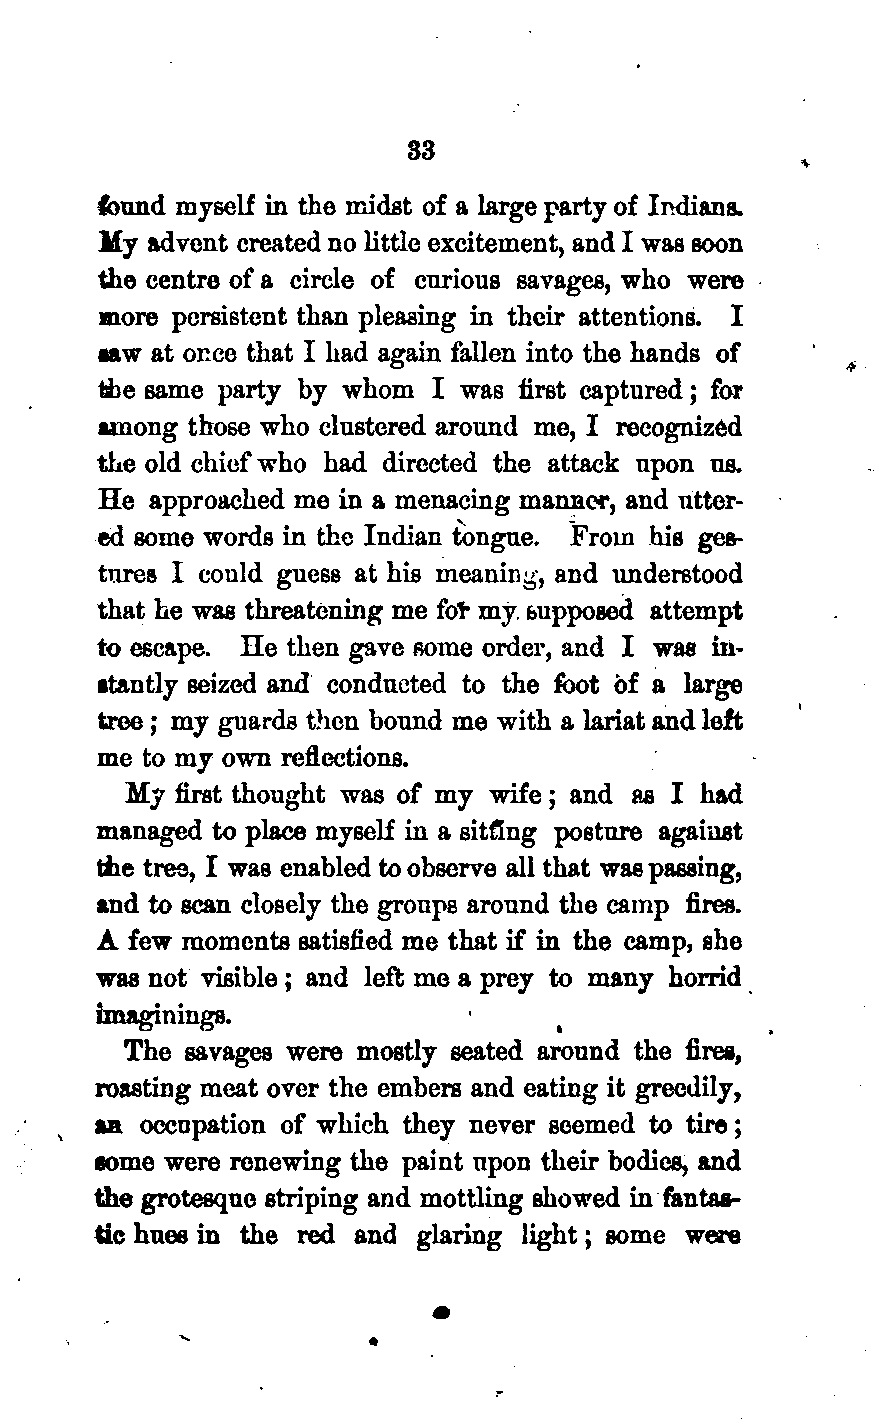 33
found myself in the midst of a large party of Indians.
My advent created no little excitement, and I was soon
the centre of a circle of curious savages, who were
more persistent than pleasing in their attentions. I
saw at once that I had again fallen into the hands of
the same party by whom I was first captured; for
among those who clustered around me, I recognized
the old chief who had directed the attack upon us.
He approached me in a menacing manner, and utter-
ed some words in the Indian tongue. From his ges-
tures I could guess at his meaning, and understood
that he was threatening me for my supposed attempt
to escape. He then gave some order, and I was in-
stantly seized and conducted to the foot of a large
tree; my guards then bound me with a lariat and left
me to my own reflections.
My first thought was of my wife; and as I had
managed to place myself in a sitting posture against
the tree, I was enabled to observe all that was passing,
and to scan closely the groups around the camp fires.
A few moments satisfied me that if in the camp, she
was not visible; and left me a prey to many horrid
imaginings.
The savages were mostly seated around the fires,
roasting meat over the embers and eating it greedily,
an occupation of which they never seemed to tire;
some were renewing the paint upon their bodies, and
the grotesque striping and mottling showed in fantas-
tic hues in the red and glaring light; some were